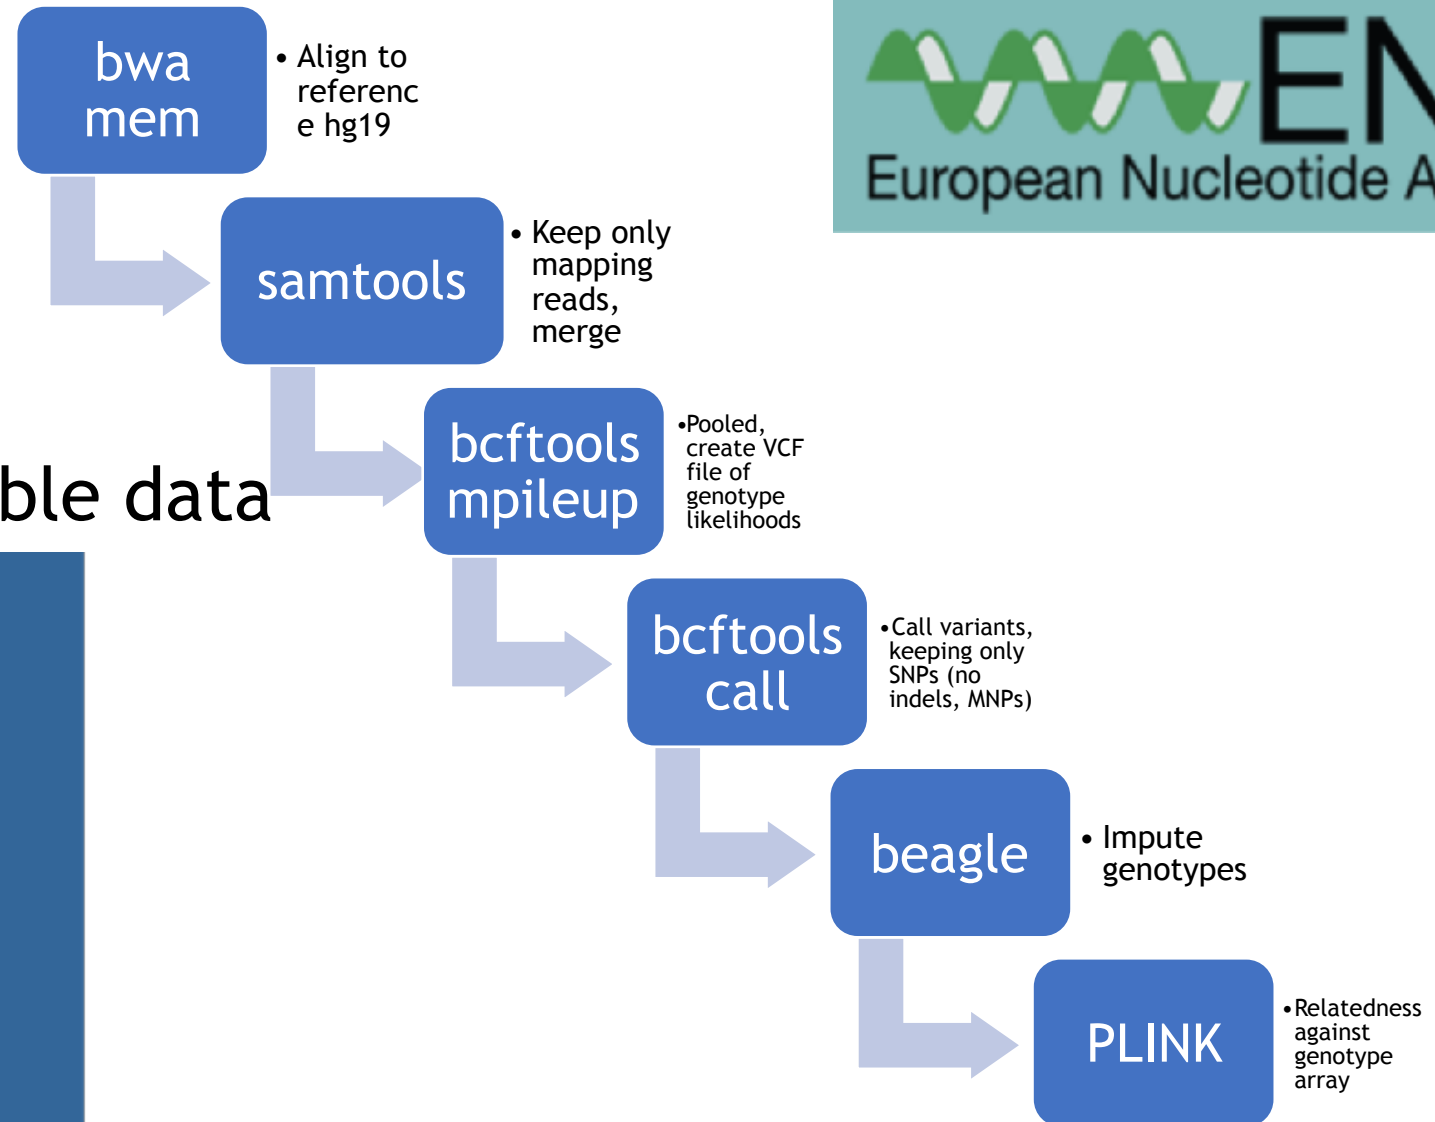 bwa
mem
• Align to
referenc
e hg19
EN
European Nucleotide A
samtools
• Keep only
mapping
reads,
merge
ble data
bcftools
mpileup
•Pooled,
create VCF
file of
genotype
likelihoods
bcftools
call
•Call variants,
keeping only
SNPs (no
indels, MNPs)
beagle
• Impute
genotypes
PLINK
•Relatedness
against
genotype
array